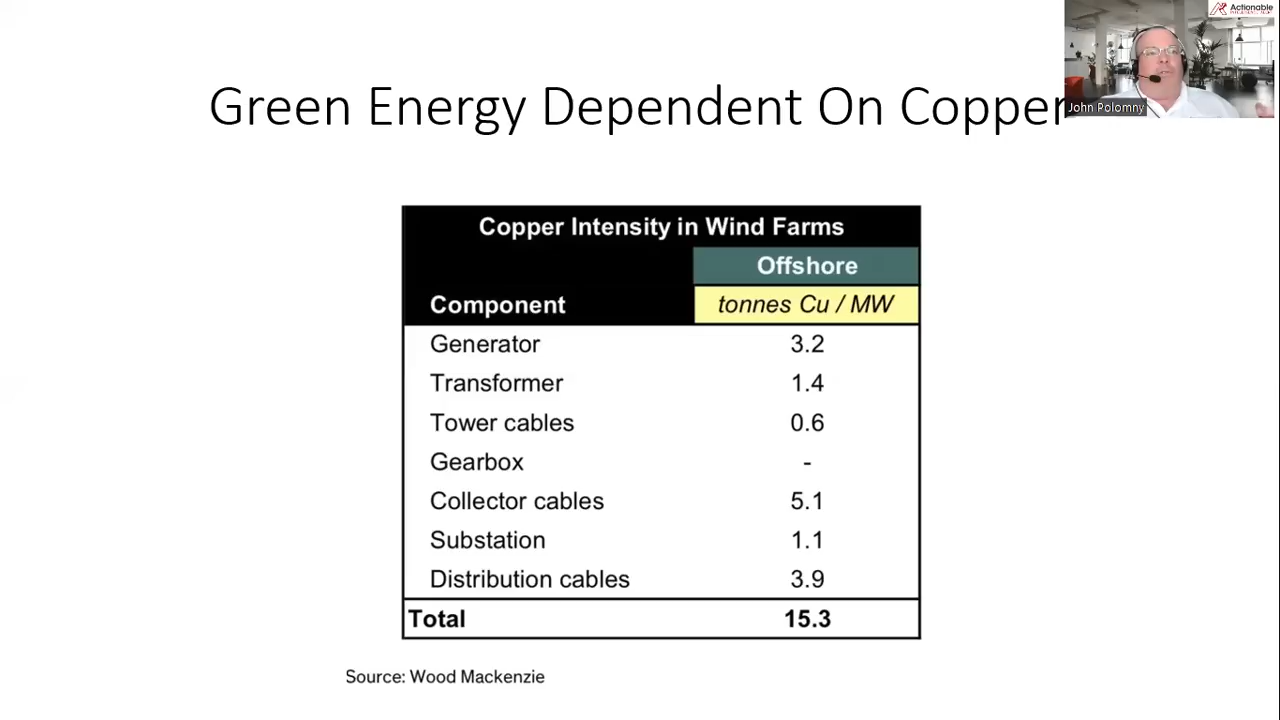 Actionable
Green Energy Dependent On Copper
John Polomny
Copper Intensity in Wind Farms
Offshore
Component tonnes Cu / MW
Generator 3.2
Transformer 1.4
Tower cables 0.6
Gearbox -
Collector cables 5.1
Substation 1.1
Distribution cables 3.9
Total 15.3
Source: Wood Mackenzie